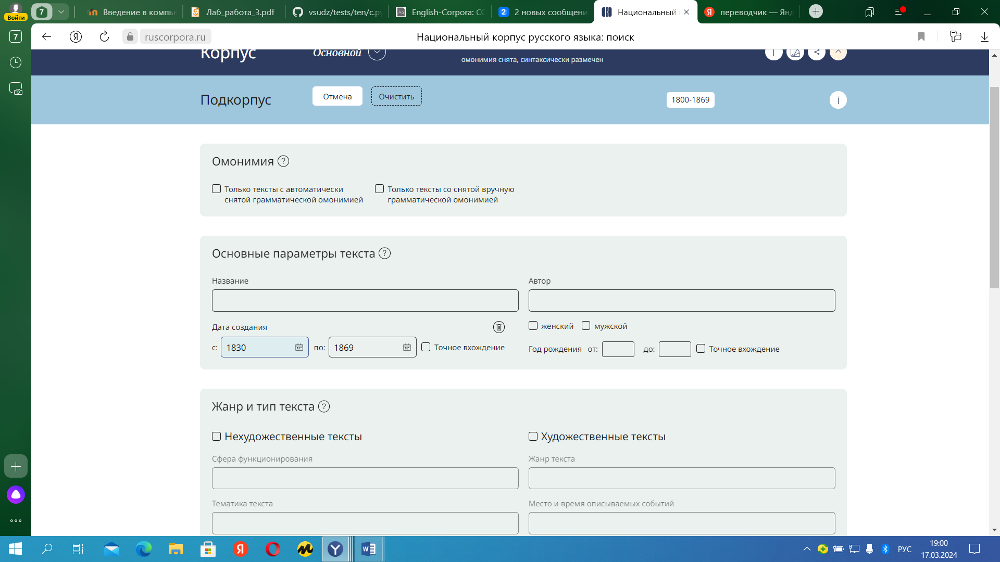 Войти
7
Введение в компь
Лаб_работа_3.pdf
vsudz/tests/ten/c.py
English-Corpora: CO
2 новых сообщени
Национальный
переводчик — Янд
7
ruscorpora.ru
Национальный корпус русского языка: поиск
Корпус
Основной
омонимия снята, синтаксически размечен
Подкорпус
Отмена
Очистить
1800-1869
i
Омонимия ?
Только тексты с автоматически
снятой грамматической омонимией
Только тексты со снятой вручную
грамматической омонимией
Основные параметры текста ?
Название
Автор
Дата создания
женский
мужской
с:
1830
по:
1869
Точное вхождение
Год рождения
от:
до:
Точное вхождение
Жанр и тип текста ?
Нехудожественные тексты
Художественные тексты
Сфера функционирования
Жанр текста
Тематика текста
Место и время описываемых событий
РУС
19:00
17.03.2024